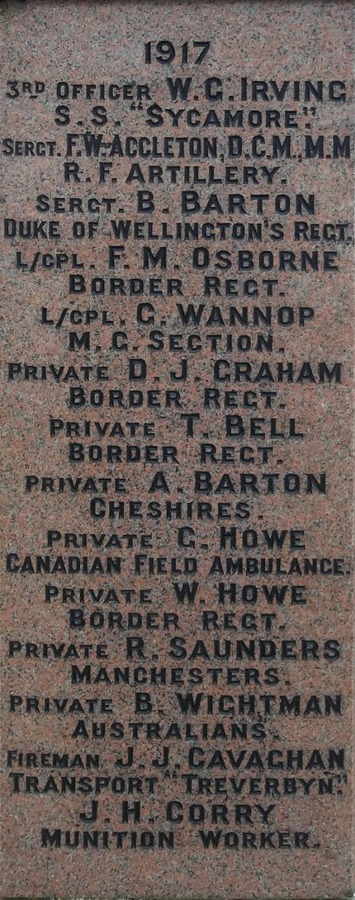 1917
3RD OFFICER W. G. IRVING
S. S. "SYCAMORE".
SERGT. F.W. ACCLETON, D.C.M., M.M
R. F. ARTILLERY.
SERGT. B. BARTON
DUKE OF WELLINGTON'S REGT.
L/CPL. F. M. OSBORNE
BORDER REGT.
L/CPL. G. WANNOP
M. G. SECTION.
PRIVATE D. J. GRAHAM
BORDER REGT.
PRIVATE T. BELL
BORDER REGT.
PRIVATE A. BARTON
CHESHIRES.
PRIVATE G. HOWE
CANADIAN FIELD AMBULANCE.
PRIVATE W. HOWE
BORDER REGT.
PRIVATE R. SAUNDERS
MANCHESTERS.
PRIVATE B. WIGHTMAN
AUSTRALIANS.
FIREMAN J. J. CAVAGHAN
TRANSPORT "TREVERBYN".
J. H. CORRY
MUNITION WORKER.